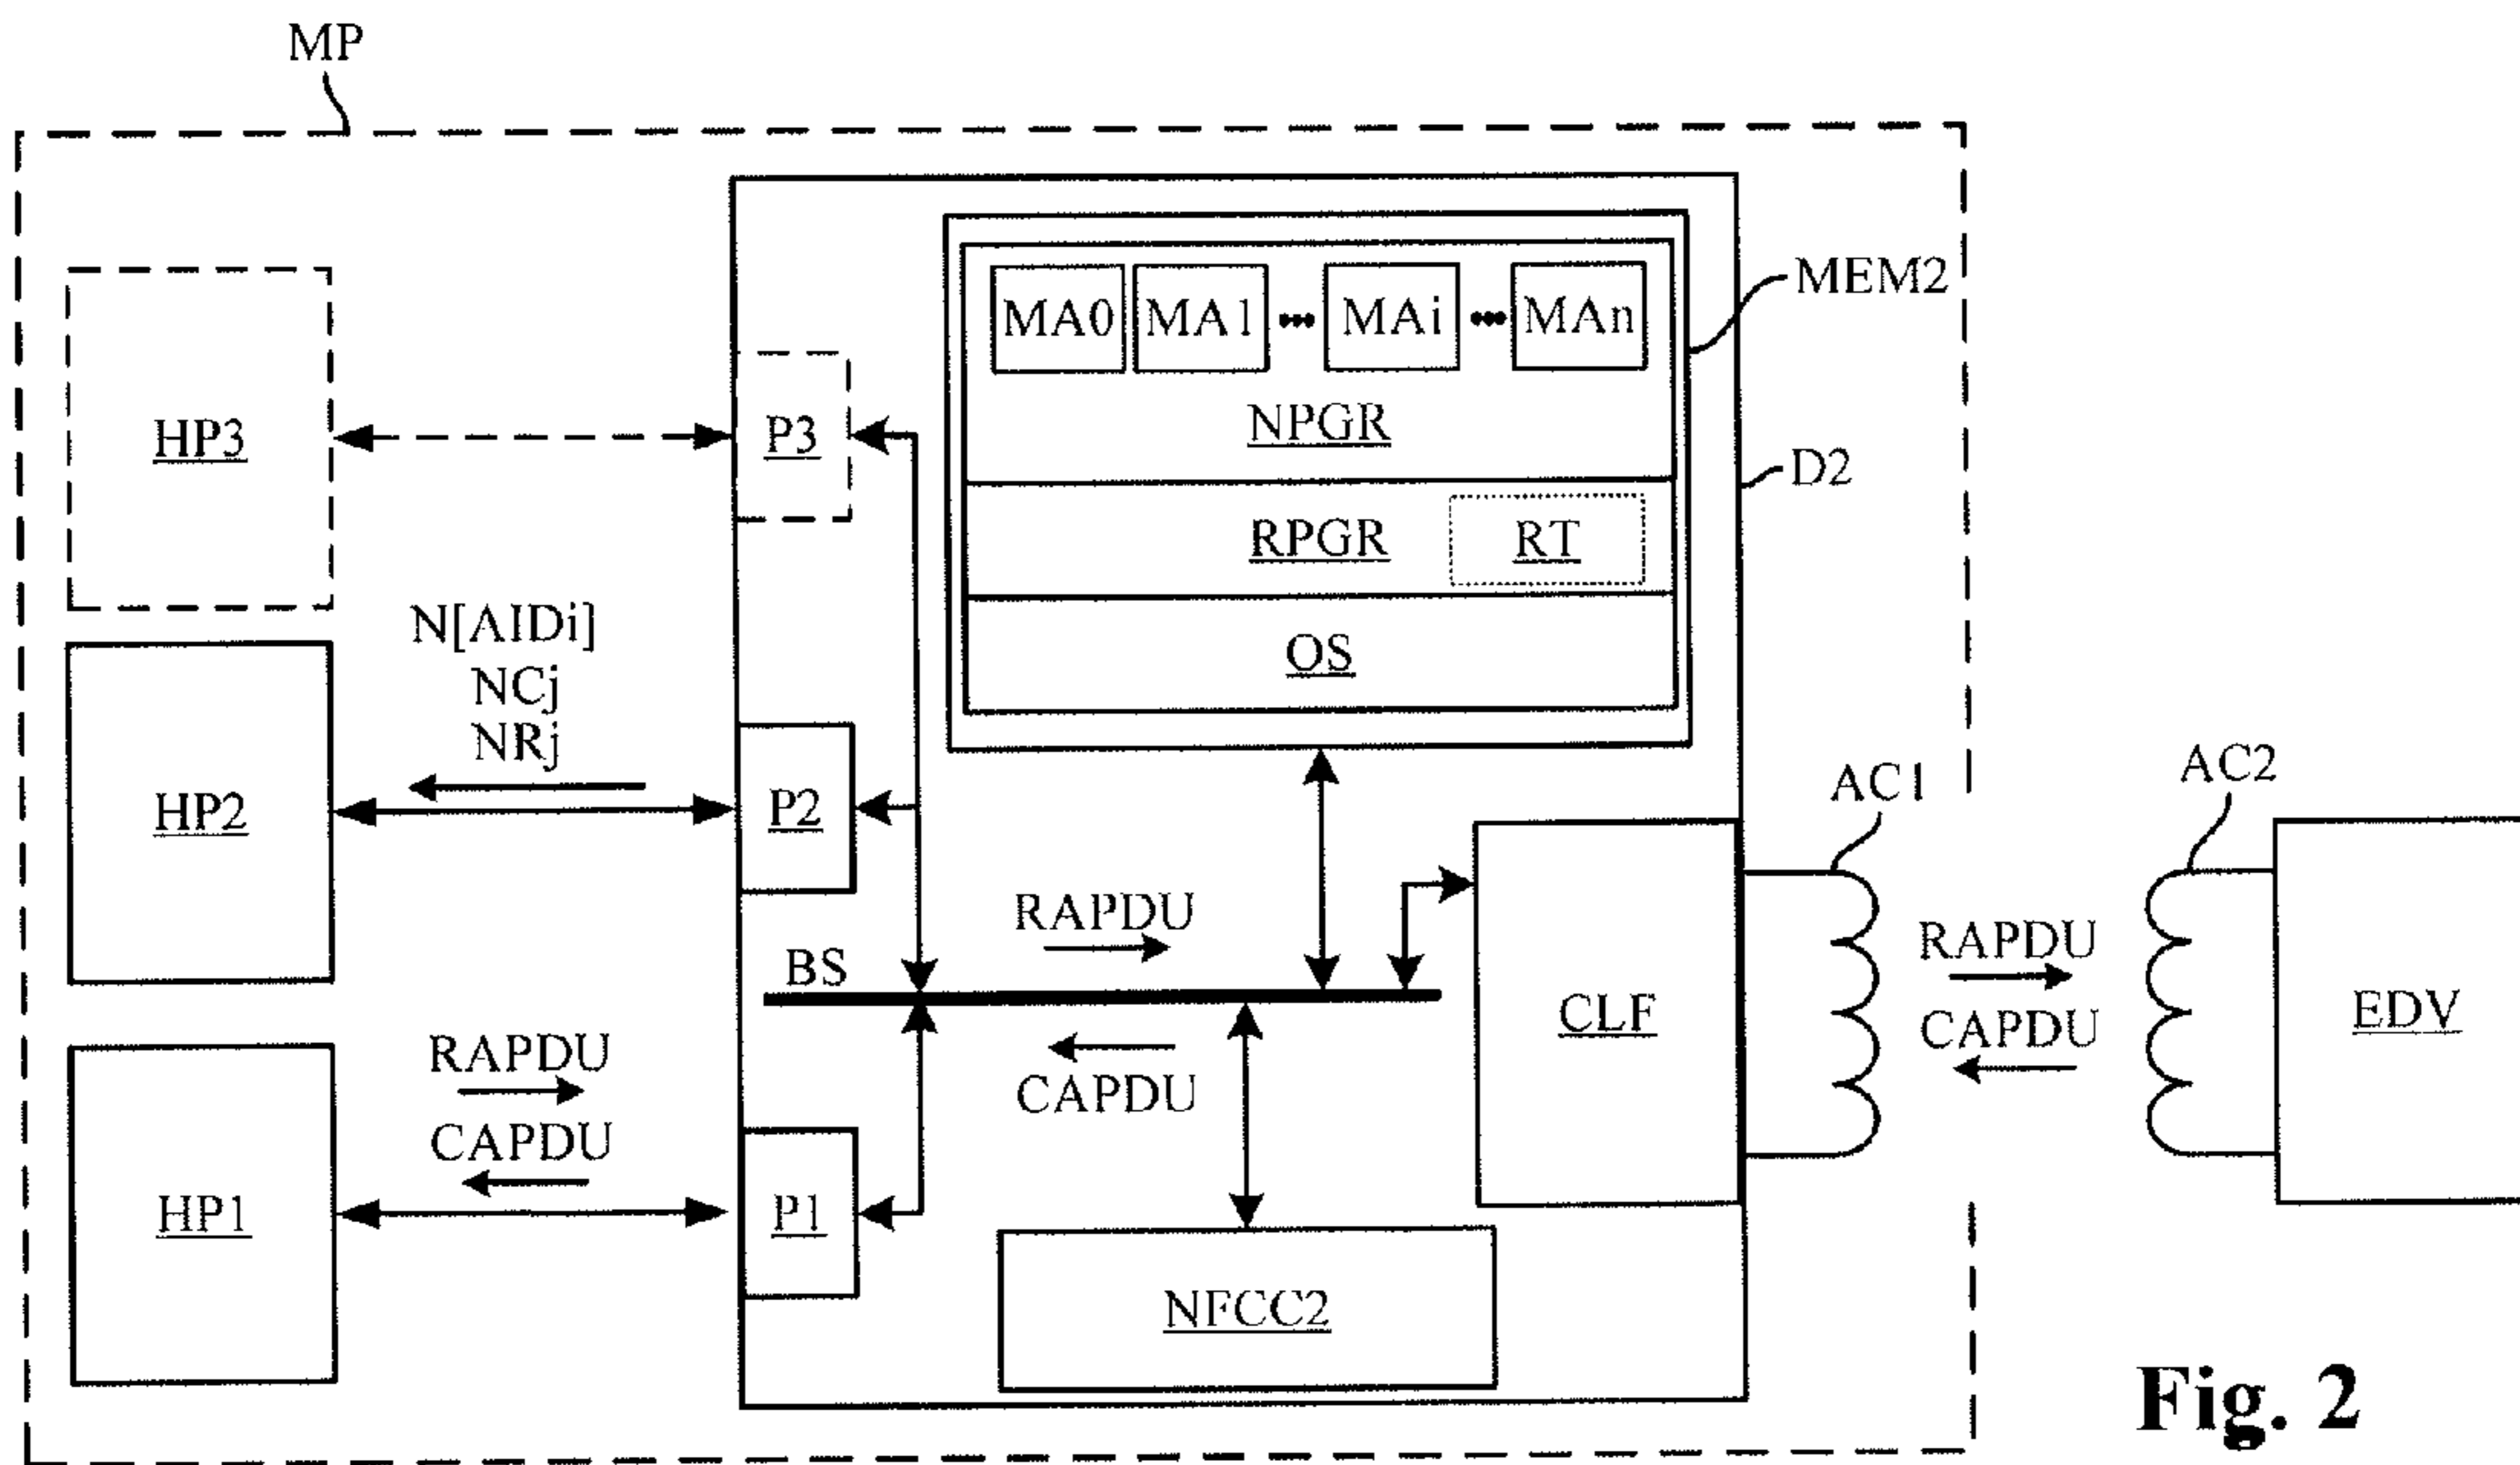 MP
MA0 MA1 ... MAi ... MAn
MEM2
NPGR
HP3
P3
D2
RPGR
RT
OS
N[AIDi]
NCj
NRj
HP2
P2
AC1
AC2
RAPDU
BS
RAPDU
CLF
EDV
CAPDU
RAPDU
CAPDU
CAPDU
HP1
P1
NFCC2
Fig. 2